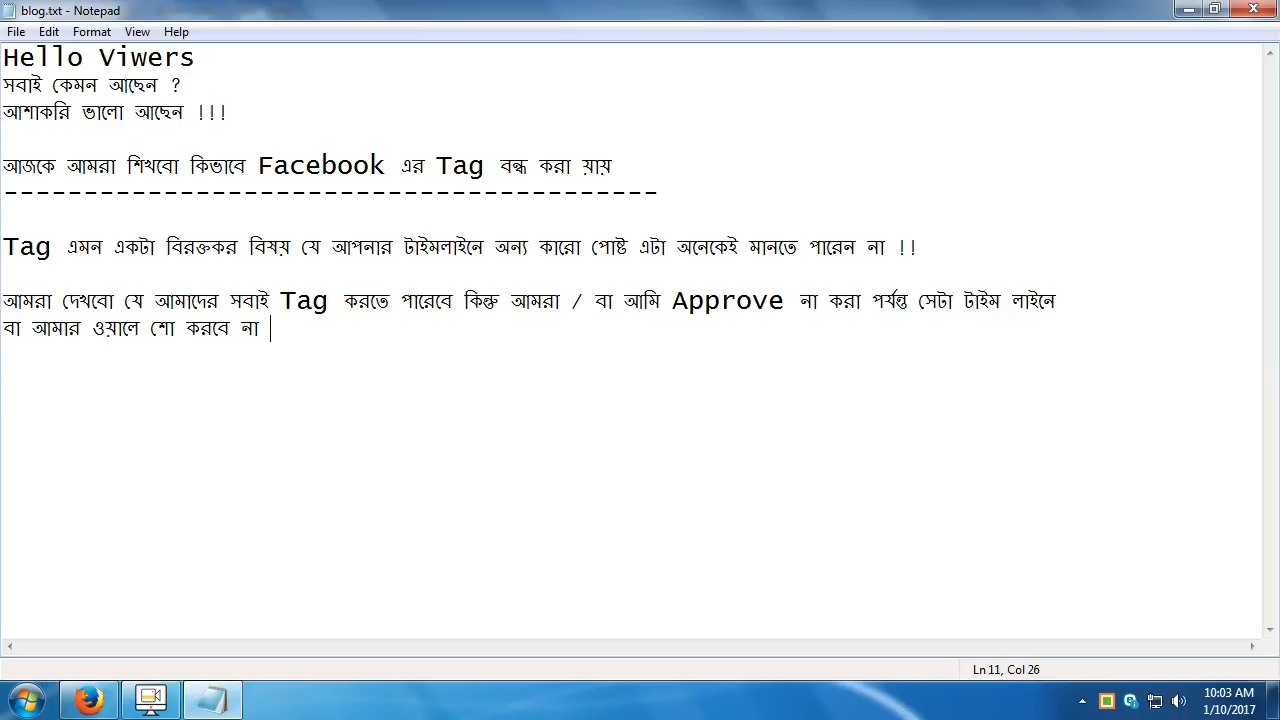 blog.txt - Notepad
File Edit Format View Help
Hello Viwers
সবাই কেমন আছেন ?
আশাকরি ভালো আছেন !!!
আজকে আমরা শিখবো কিভাবে Facebook এর Tag বন্ধ করা যায়
-----------------------------------------
Tag এমন একটা বিরক্তকর বিষয় যে আপনার টাইমলাইনে অন্য কারো পোষ্ট এটা অনেকেই মানতে পারেন না !!
আমরা দেখবো যে আমাদের সবাই Tag করতে পারেবে কিন্তু আমরা / বা আমি Approve না করা পর্যন্ত সেটা টাইম লাইনে
বা আমার ওয়ালে শো করবে না
Ln 11, Col 26
10:03 AM
1/10/2017